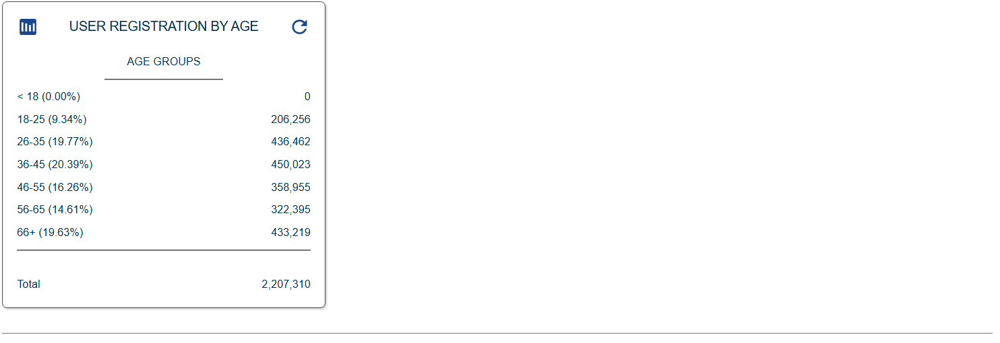 USER REGISTRATION BY AGE
AGE GROUPS
< 18 (0.00%) 0
18-25 (9.34%) 206,256
26-35 (19.77%) 436,462
36-45 (20.39%) 450,023
46-55 (16.26%) 358,955
56-65 (14.61%) 322,395
66+ (19.63%) 433,219
Total 2,207,310